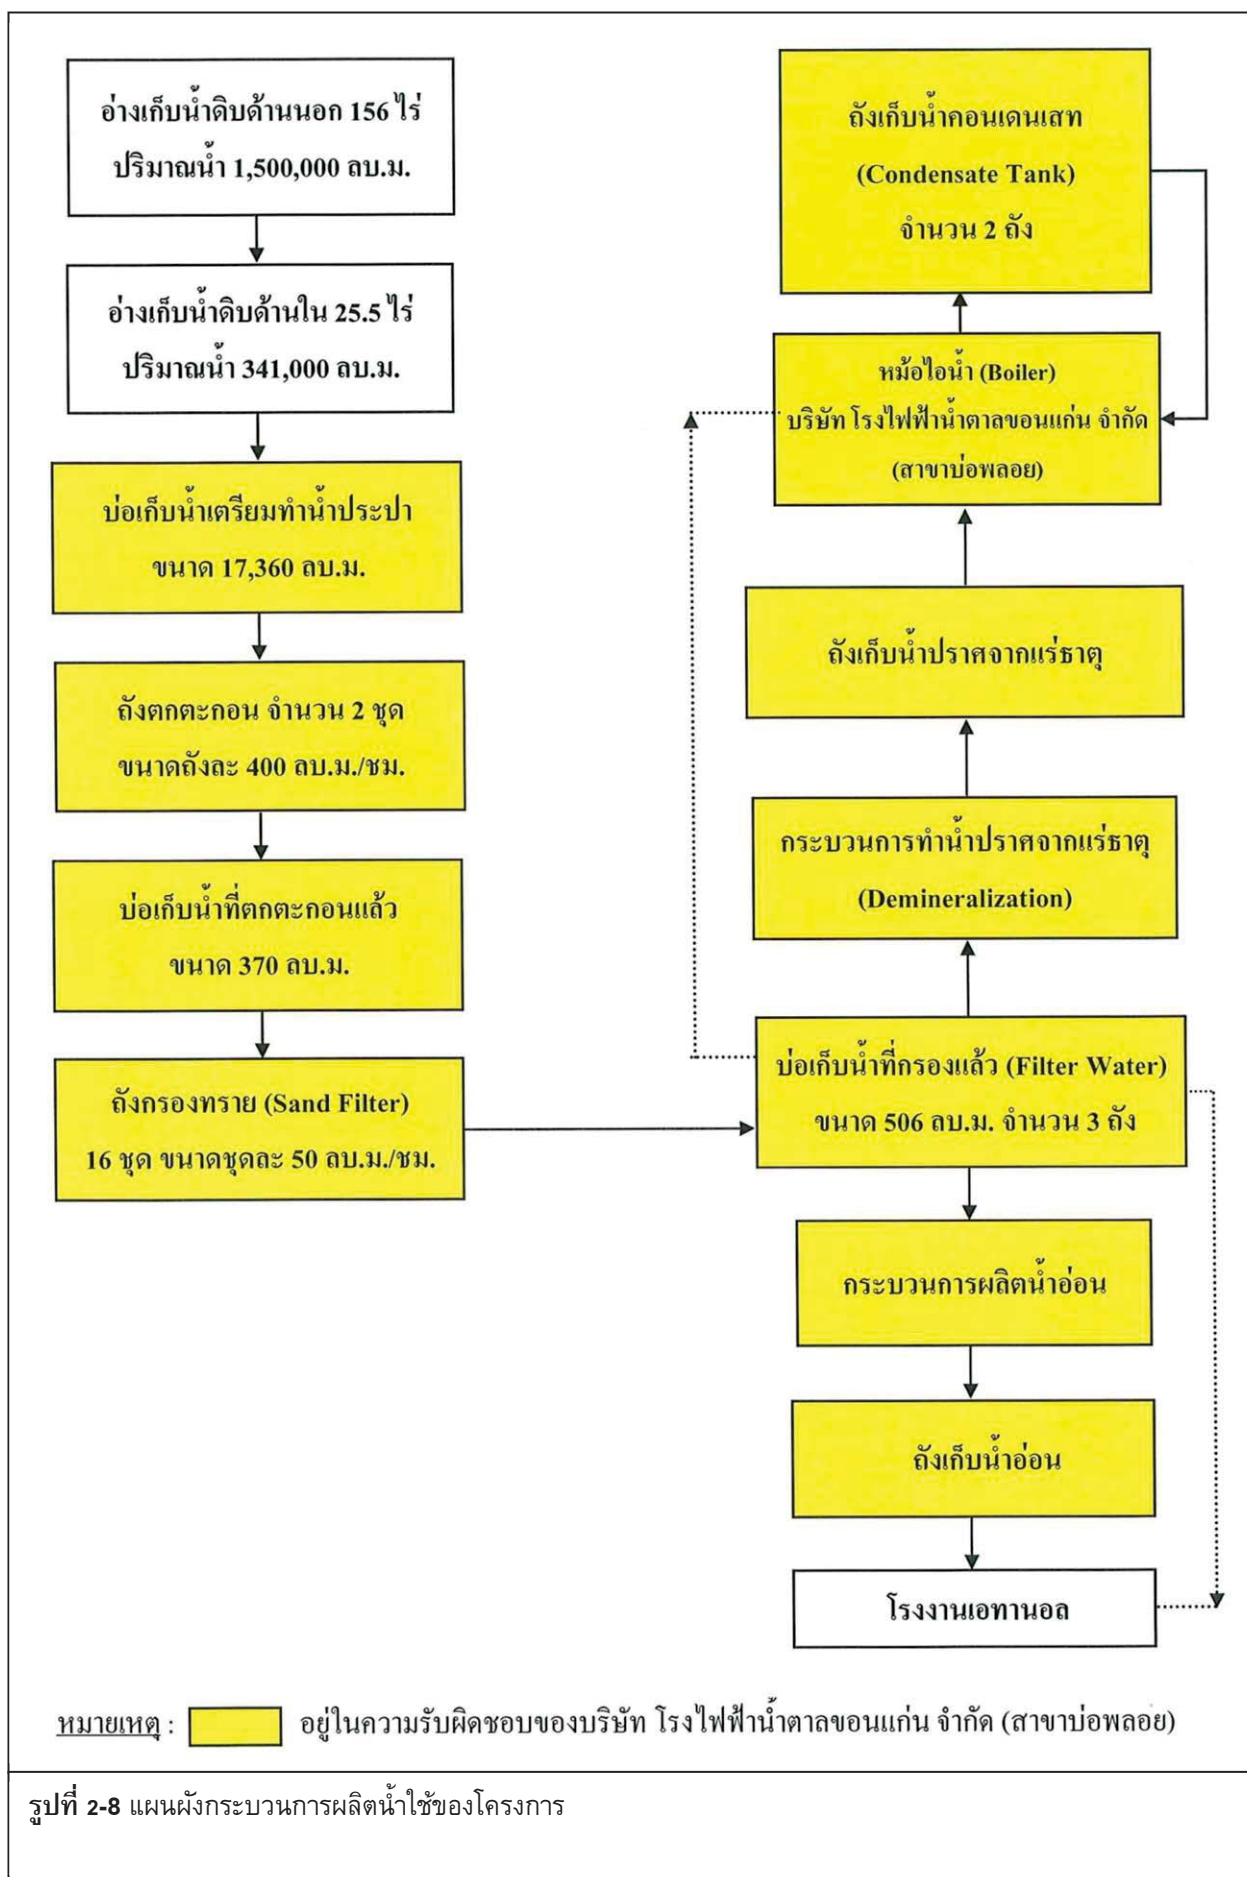 อ่างเก็บน้ำดิบด้านนอก 156 ไร่
ปริมาณน้ำ 1,500,000 ลบ.ม.
อ่างเก็บน้ำดิบด้านใน 25.5 ไร่
ปริมาณน้ำ 341,000 ลบ.ม.
บ่อเก็บน้ำเตรียมทำน้ำประปา
ขนาด 17,360 ลบ.ม.
ถังตกตะกอน จำนวน 2 ชุด
ขนาดถังละ 400 ลบ.ม./ชม.
บ่อเก็บน้ำที่ตกตะกอนแล้ว
ขนาด 370 ลบ.ม.
ถังกรองทราย (Sand Filter)
16 ชุด ขนาดชุดละ 50 ลบ.ม./ชม.
ถังเก็บน้ำคอนเดนเสท
(Condensate Tank)
จำนวน 2 ถัง
หม้อไอน้ำ (Boiler)
บริษัท โรงไฟฟ้าน้ำตาลขอนแก่น จำกัด
(สาขาบ่อพลอย)
ถังเก็บน้ำปราศจากแร่ธาตุ
กระบวนการทำน้ำปราศจากแร่ธาตุ
(Demineralization)
บ่อเก็บน้ำที่กรองแล้ว (Filter Water)
ขนาด 506 ลบ.ม. จำนวน 3 ถัง
กระบวนการผลิตน้ำอ่อน
ถังเก็บน้ำอ่อน
โรงงานเอทานอล
หมายเหตุ : อยู่ในความรับผิดชอบของบริษัท โรงไฟฟ้าน้ำตาลขอนแก่น จำกัด (สาขาบ่อพลอย)
รูปที่ 2-8 แผนผังกระบวนการผลิตน้ำใช้ของโครงการ